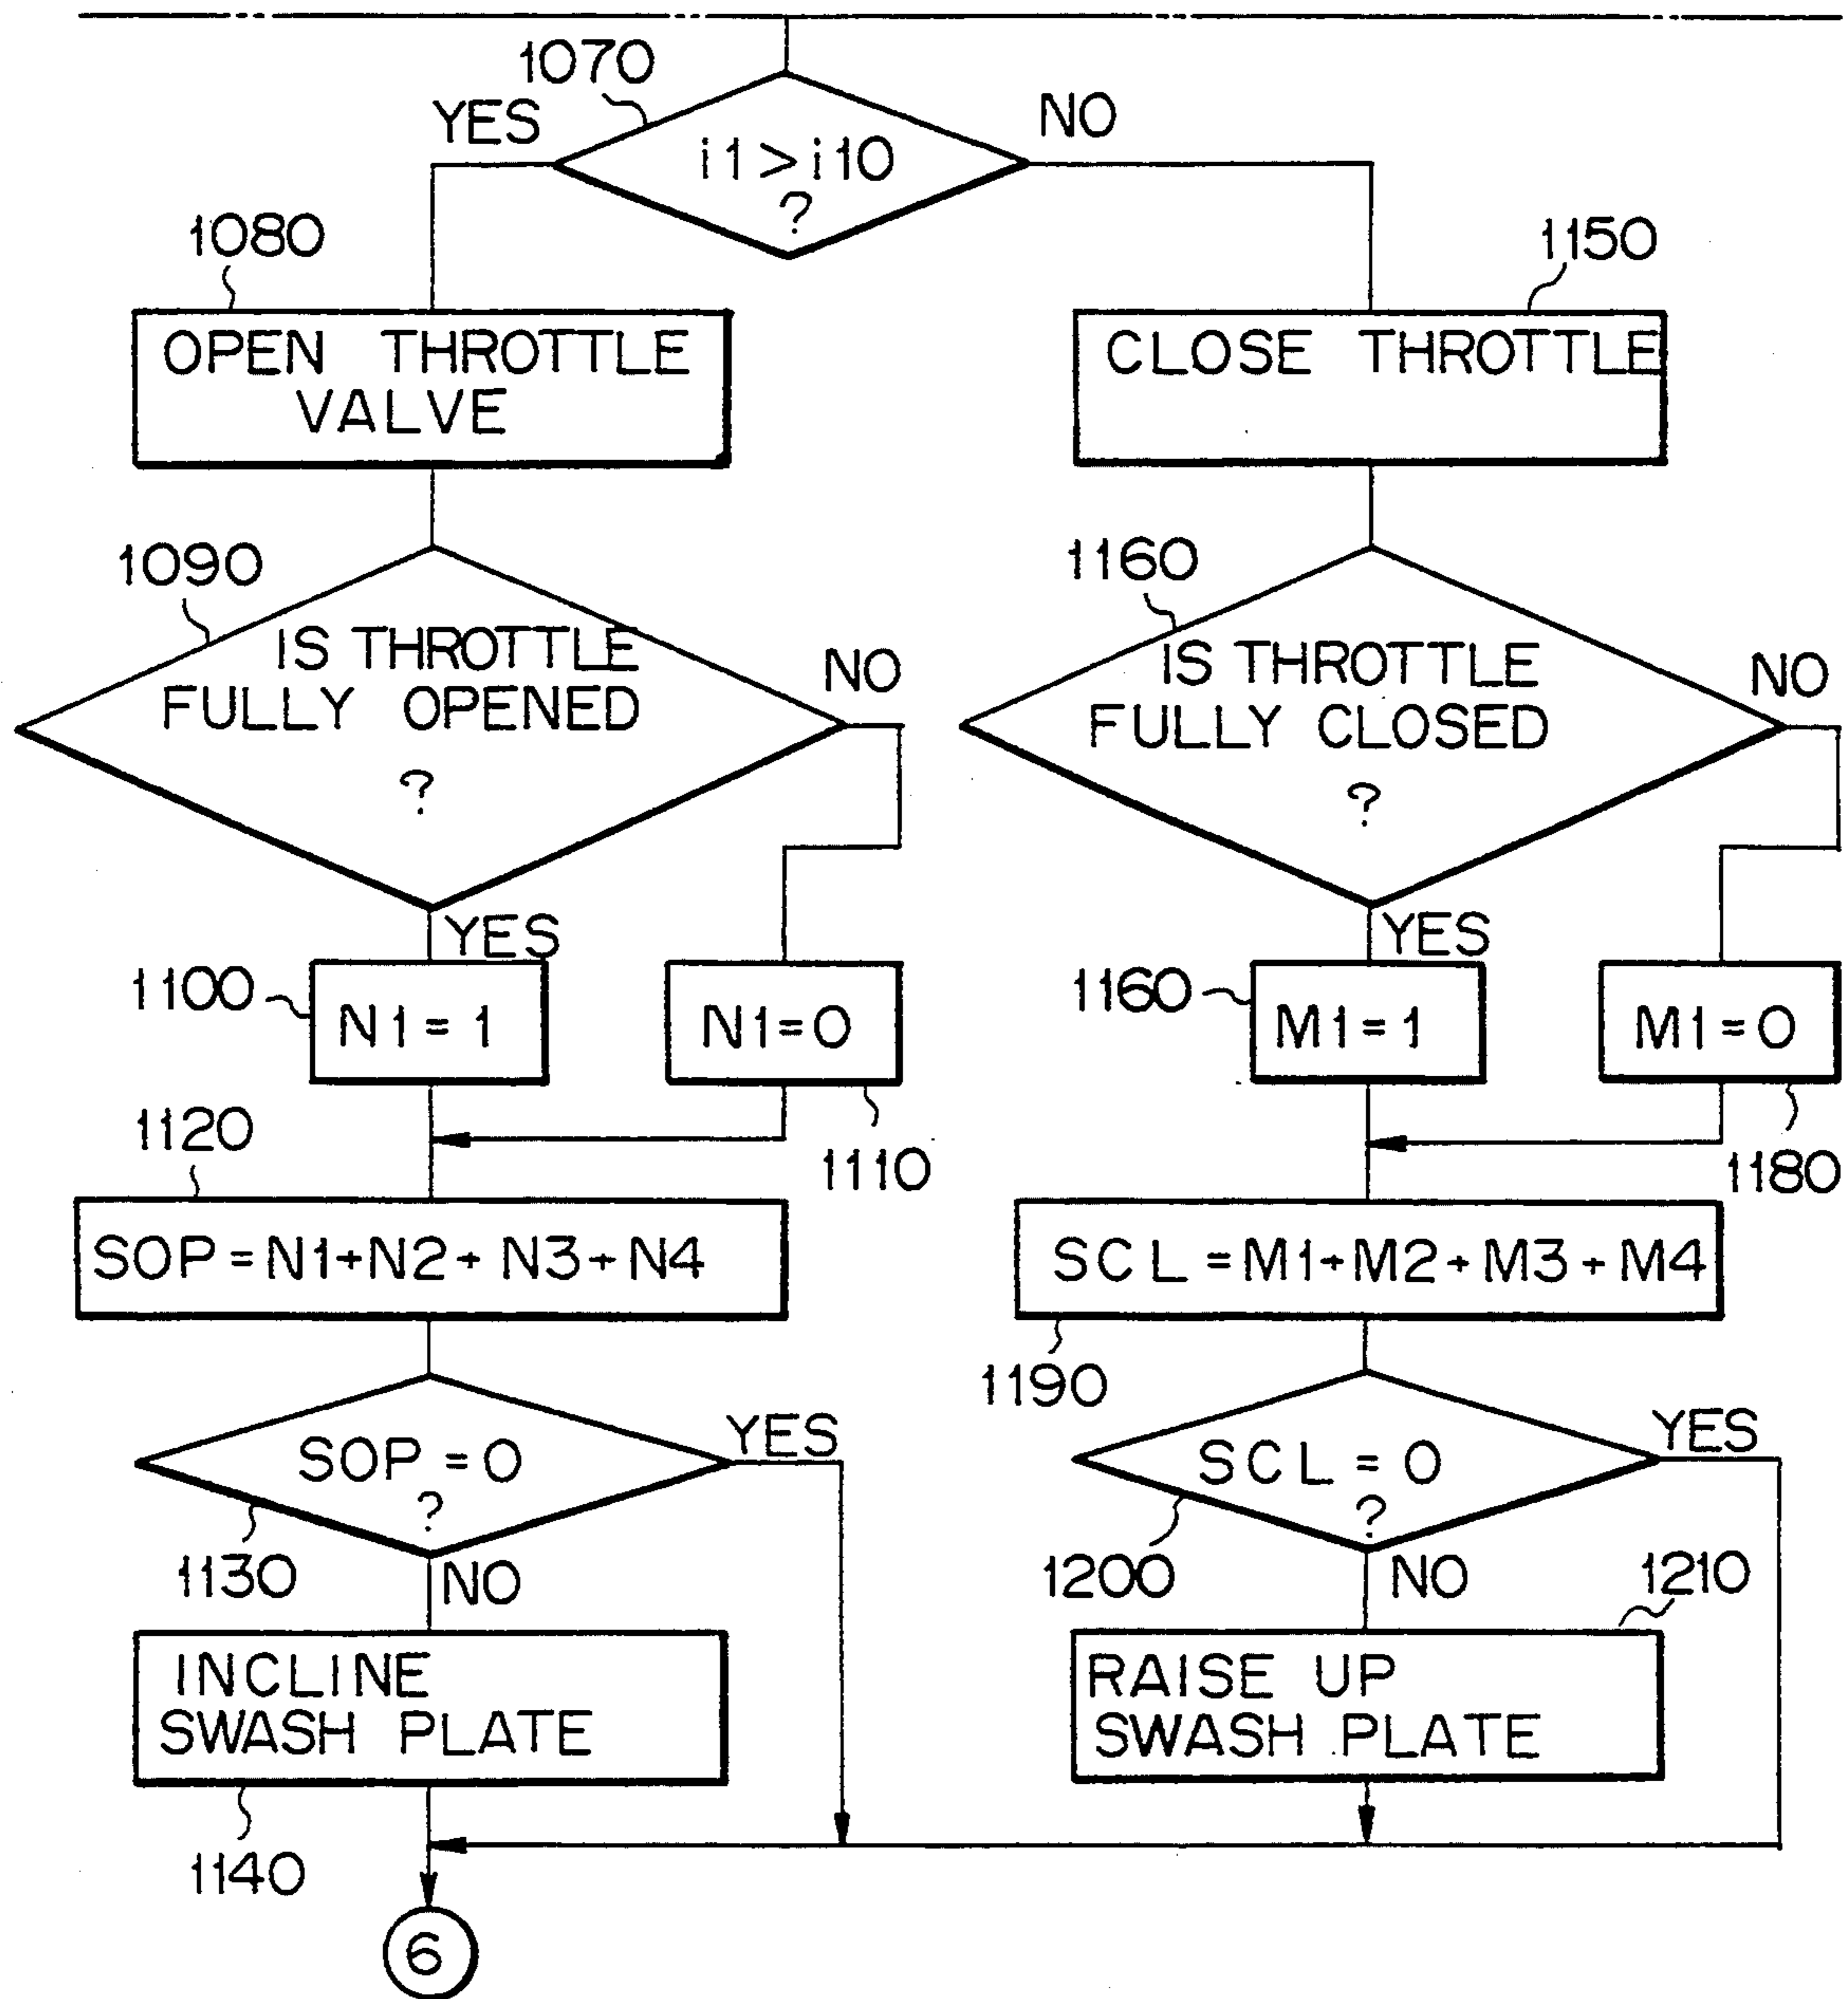 1070
YES
NO
i1 > i10
?
1080
1150
OPEN THROTTLE
VALVE
CLOSE THROTTLE
1090
1160
IS THROTTLE
FULLY OPENED
?
NO
IS THROTTLE
FULLY CLOSED
?
NO
YES
YES
1100
N1 = 1
N1=0
1160
M1 = 1
M1 = 0
1120
1110
1180
SOP = N1+N2+ N3+N4
SCL = M1+M2+M3+M4
1190
SOP = 0
?
YES
SCL = 0
?
YES
1130
NO
1200
NO
1210
INCLINE
SWASH PLATE
RAISE UP
SWASH PLATE
1140
6